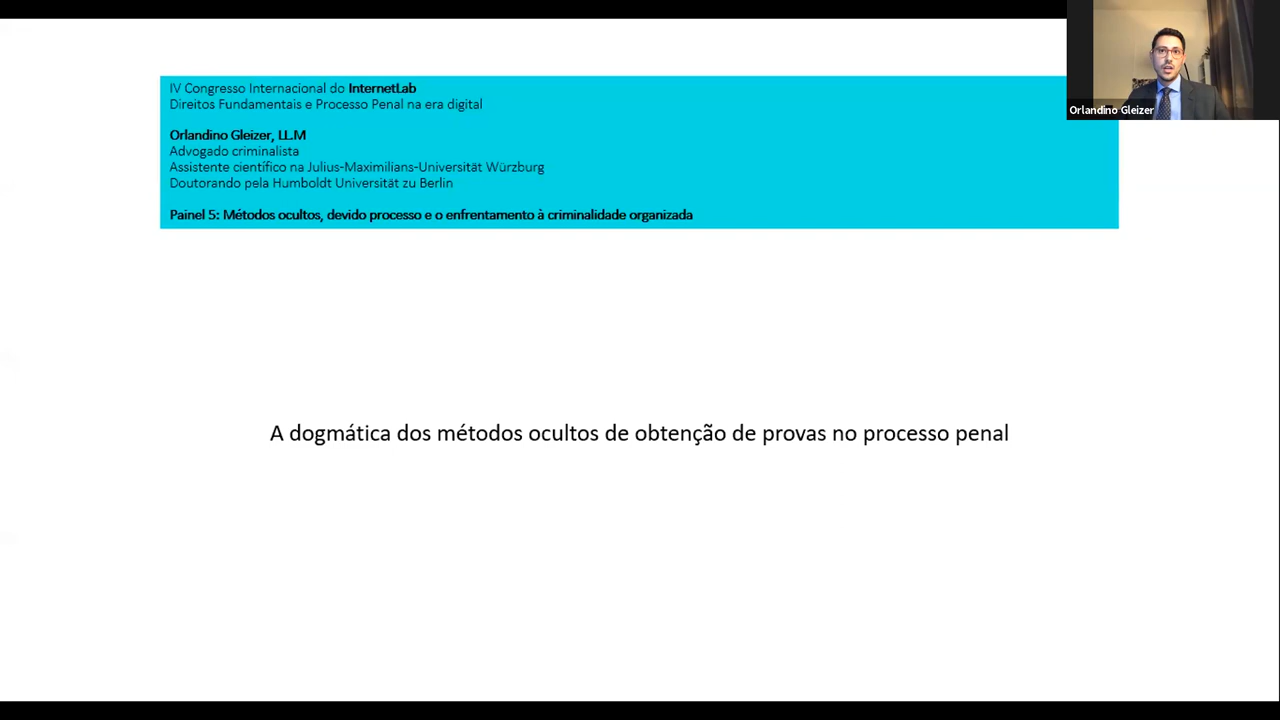 IV Congresso Internacional do InternetLab
Direitos Fundamentais e Processo Penal na era digital
Orlandino Gleizer, LL.M
Advogado criminalista
Assistente científico na Julius-Maximilians-Universität Würzburg
Doutorando pela Humboldt Universität zu Berlin
Painel 5: Métodos ocultos, devido processo e o enfrentamento à criminalidade organizada
Orlandino Gleizer
A dogmática dos métodos ocultos de obtenção de provas no processo penal